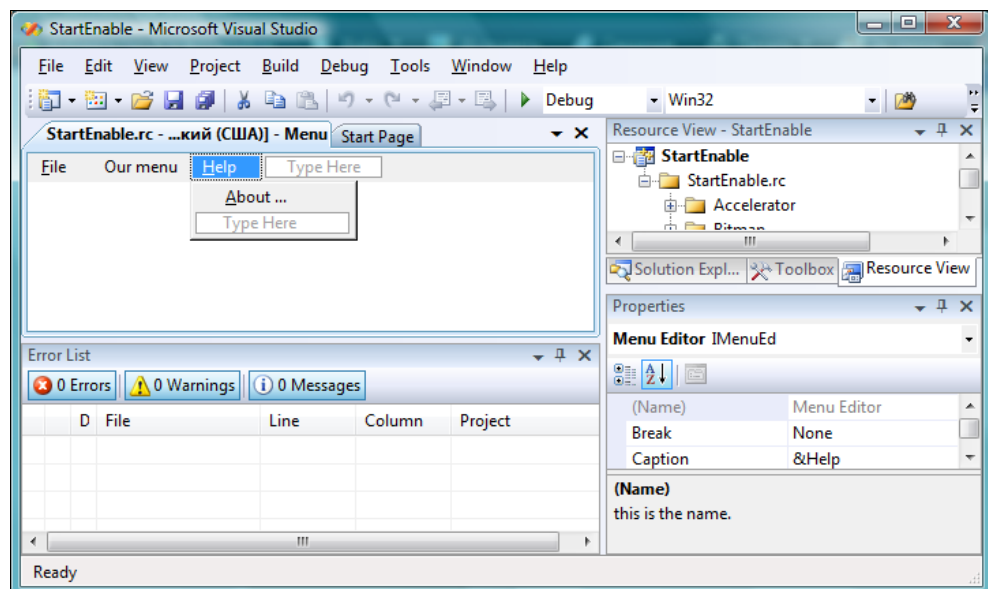 StartEnable - Microsoft Visual Studio
File Edit View Project Build Debug Tools Window Help
Debug Win32
StartEnable.rc - ...кий (США)] - Menu Start Page
File Our menu Help Type Here
About ...
Type Here
Resource View - StartEnable
StartEnable
StartEnable.rc
Accelerator
Bitmap
Solution Expl... Toolbox Resource View
Properties
Menu Editor IMenuEd
(Name) Menu Editor
Break None
Caption &Help
(Name)
this is the name.
Error List
0 Errors 0 Warnings 0 Messages
D File Line Column Project
Ready